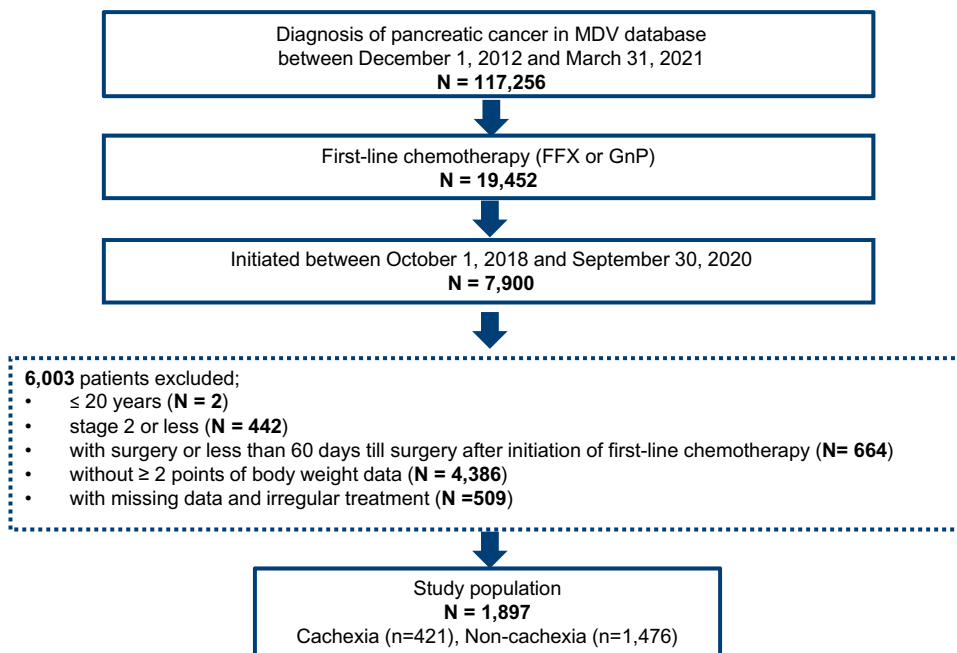 Diagnosis of pancreatic cancer in MDV database
between December 1, 2012 and March 31, 2021
N = 117,256
First-line chemotherapy (FFX or GnP)
N = 19,452
Initiated between October 1, 2018 and September 30, 2020
N = 7,900
6,003 patients excluded;
• ≤ 20 years (N = 2)
• stage 2 or less (N = 442)
• with surgery or less than 60 days till surgery after initiation of first-line chemotherapy (N= 664)
• without ≥ 2 points of body weight data (N = 4,386)
• with missing data and irregular treatment (N =509)
Study population
N = 1,897
Cachexia (n=421), Non-cachexia (n=1,476)